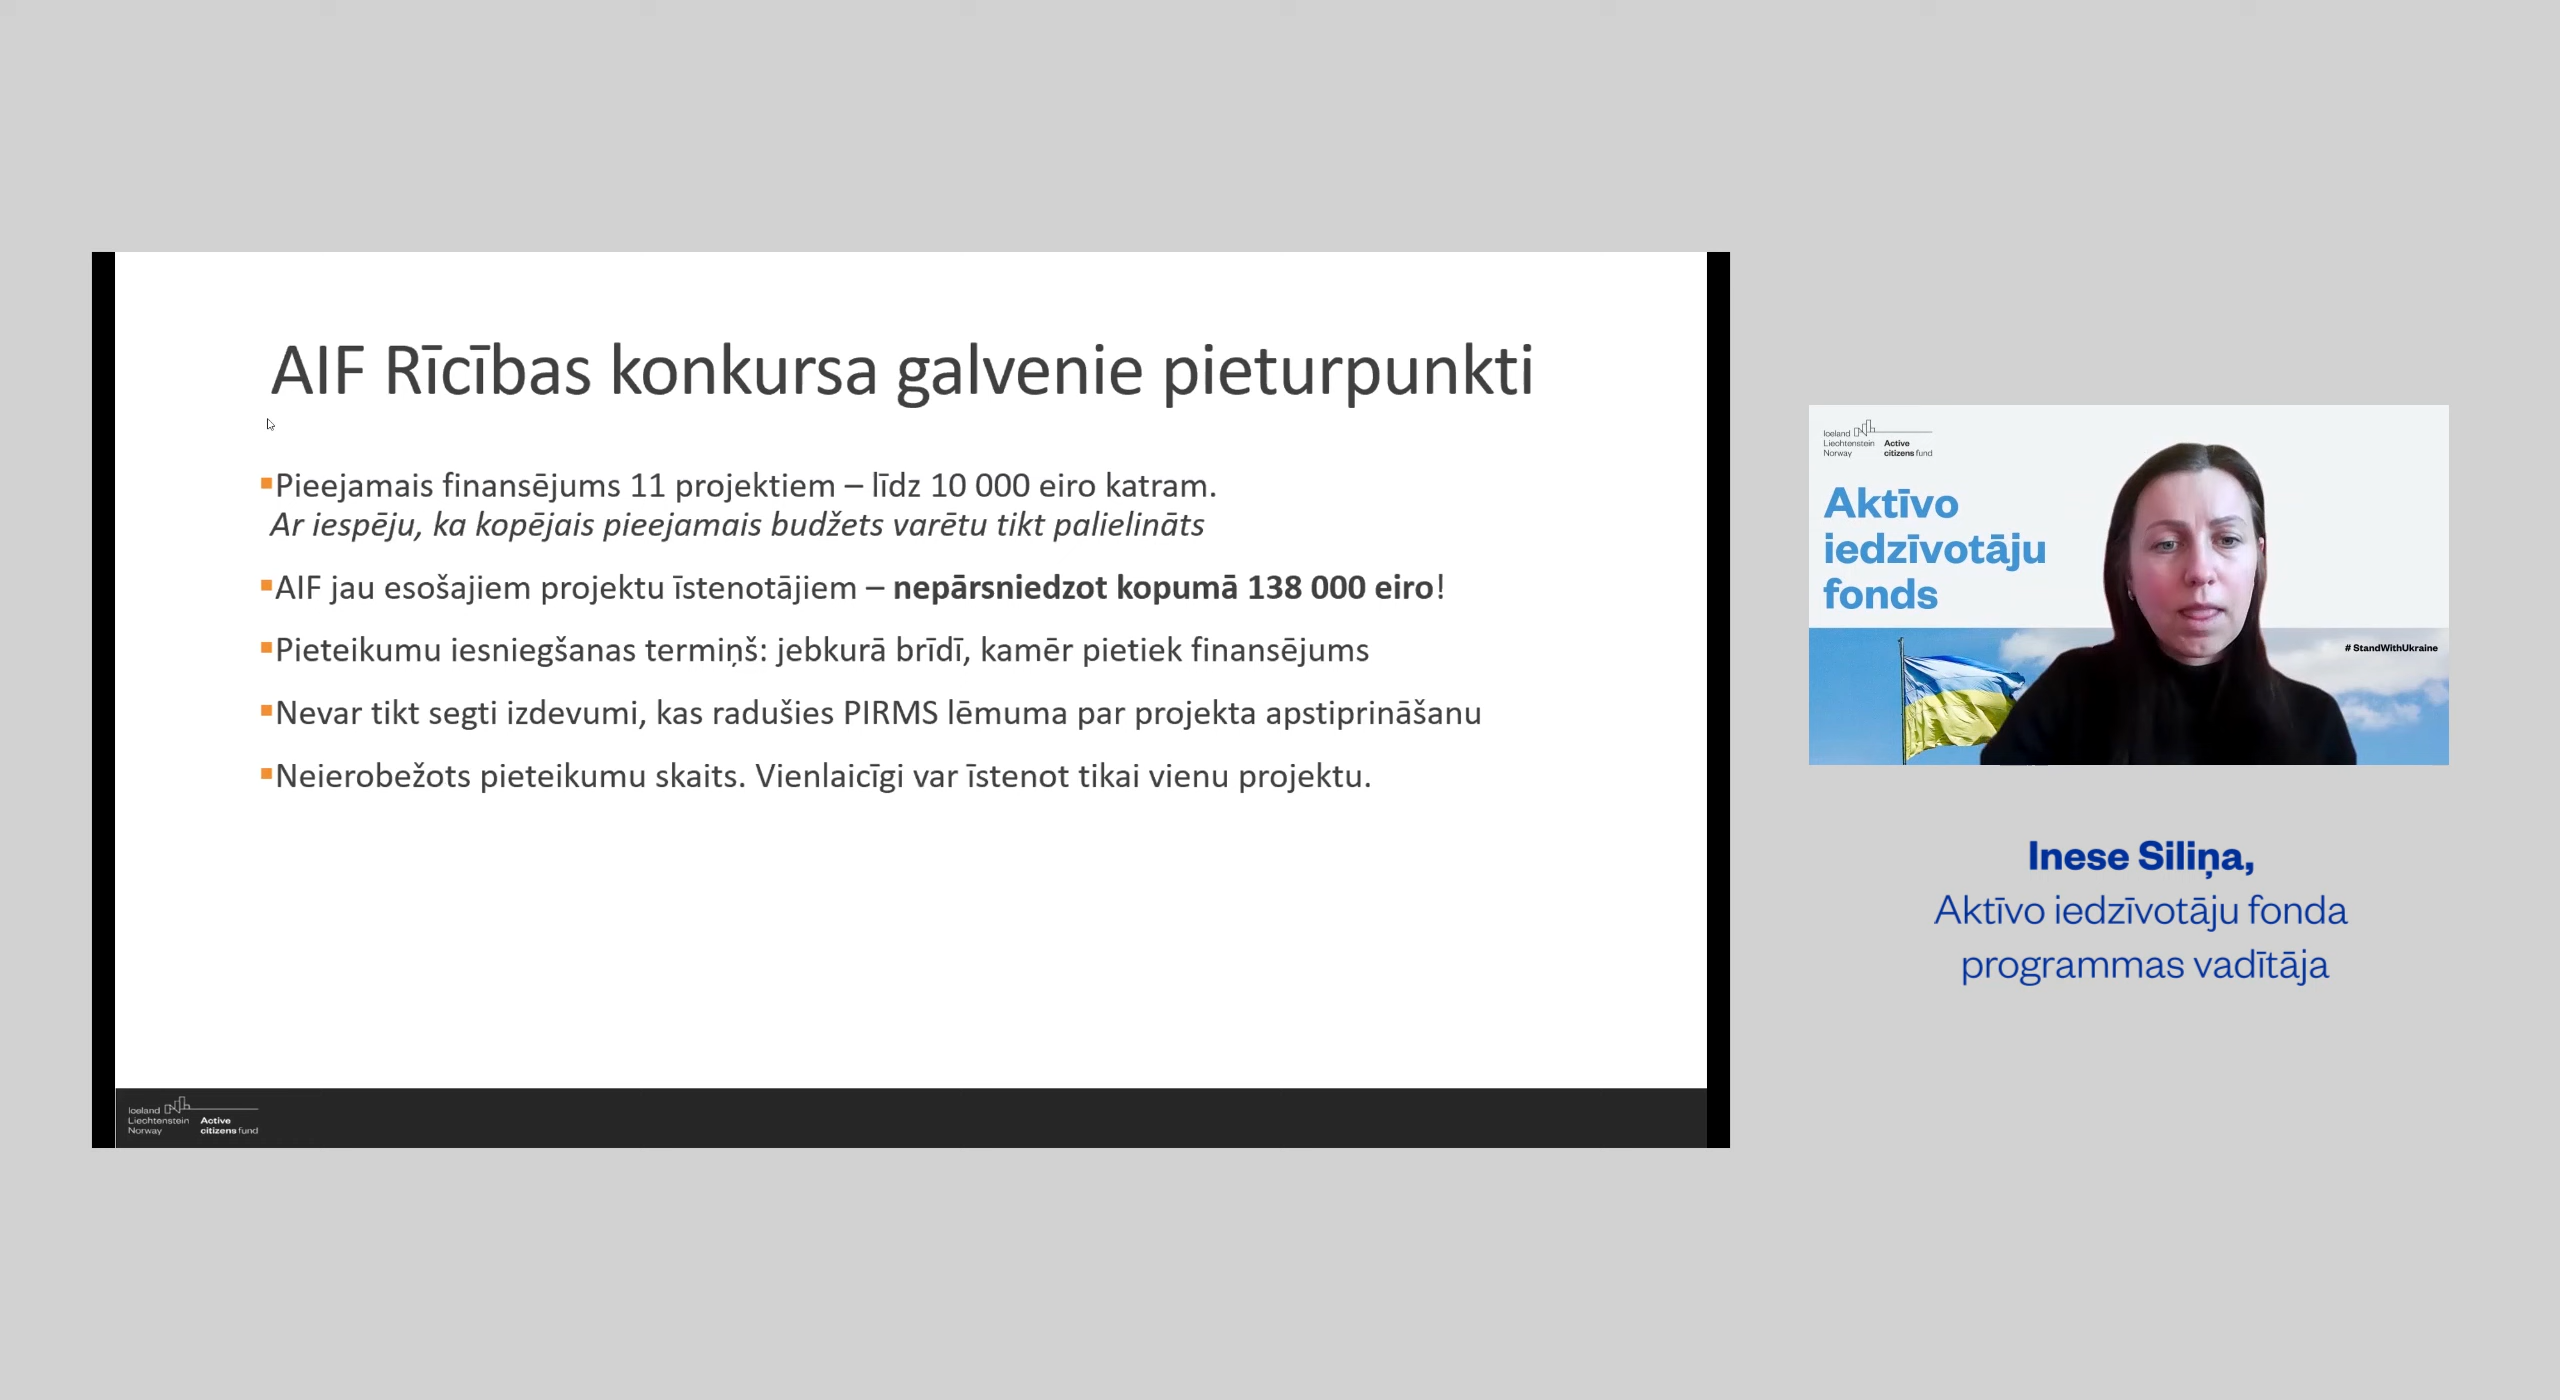 AIF Rīcības konkursa galvenie pieturpunkti
Pieejamais finansējums 11 projektiem – līdz 10 000 eiro katram.
Ar iespēju, ka kopējais pieejamais budžets varētu tikt palielināts
AIF jau esošajiem projektu īstenotājiem – nepārsniedzot kopumā 138 000 eiro!
Pieteikumu iesniegšanas termiņš: jebkurā brīdī, kamēr pietiek finansējums
Nevar tikt segti izdevumi, kas radušies PIRMS lēmuma par projekta apstiprināšanu
Neierobežots pieteikumu skaits. Vienlaicīgi var īstenot tikai vienu projektu.
Iceland
Liechtenstein
Norway
Active
citizens fund
Iceland
Liechtenstein
Norway
Active
citizens fund
Aktīvo
iedzīvotāju
fonds
# StandWithUkraine
Inese Siliņa,
Aktīvo iedzīvotāju fonda
programmas vadītāja